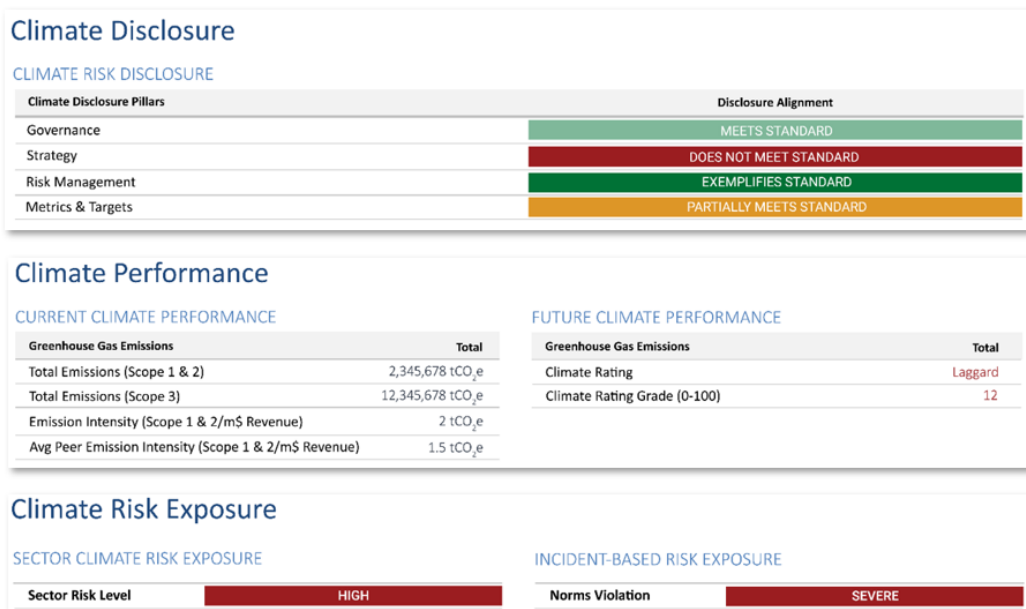 Climate Disclosure
CLIMATE RISK DISCLOSURE
Climate Disclosure Pillars Disclosure Alignment
Governance MEETS STANDARD
Strategy DOES NOT MEET STANDARD
Risk Management EXEMPLIFIES STANDARD
Metrics & Targets PARTIALLY MEETS STANDARD
Climate Performance
CURRENT CLIMATE PERFORMANCE
Greenhouse Gas Emissions Total
Total Emissions (Scope 1 & 2) 2,345,678 tCO₂e
Total Emissions (Scope 3) 12,345,678 tCO₂e
Emission Intensity (Scope 1 & 2/m$ Revenue) 2 tCO₂e
Avg Peer Emission Intensity (Scope 1 & 2/m$ Revenue) 1.5 tCO₂e
FUTURE CLIMATE PERFORMANCE
Greenhouse Gas Emissions Total
Climate Rating Laggard
Climate Rating Grade (0-100) 12
Climate Risk Exposure
SECTOR CLIMATE RISK EXPOSURE
Sector Risk Level HIGH
INCIDENT-BASED RISK EXPOSURE
Norms Violation SEVERE